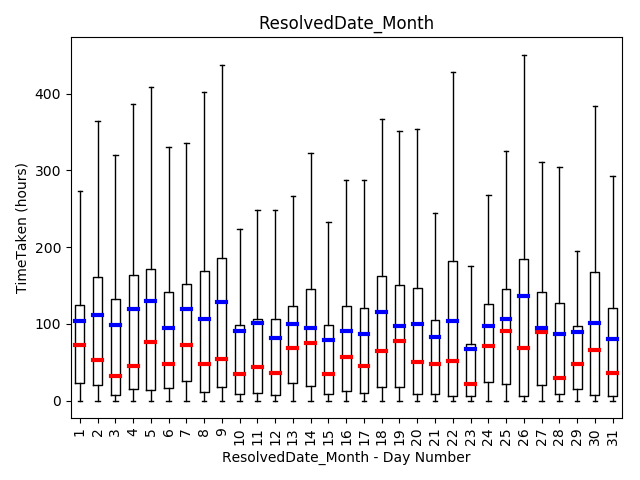 ResolvedDate_Month
TimeTaken (hours)
400
300
200
100
0
1 2 3 4 5 6 7 8 9 10 11 12 13 14 15 16 17 18 19 20 21 22 23 24 25 26 27 28 29 30 31
ResolvedDate_Month - Day Number